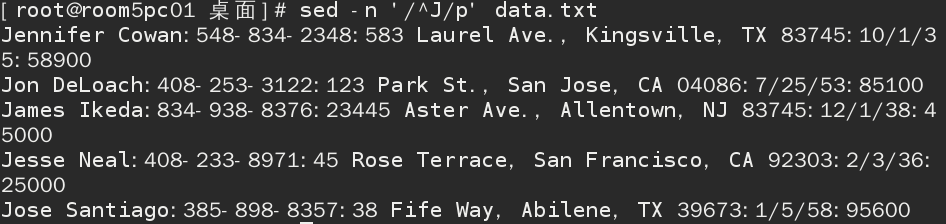 [root@room5pc01 桌面]# sed -n '/^J/p' data.txt
Jennifer Cowan:548-834-2348:583 Laurel Ave., Kingsville, TX 83745:10/1/3
5:58900
Jon DeLoach:408-253-3122:123 Park St., San Jose, CA 04086:7/25/53:85100
James Ikeda:834-938-8376:23445 Aster Ave., Allentown, NJ 83745:12/1/38:4
5000
Jesse Neal:408-233-8971:45 Rose Terrace, San Francisco, CA 92303:2/3/36:
25000
Jose Santiago:385-898-8357:38 Fife Way, Abilene, TX 39673:1/5/58:95600